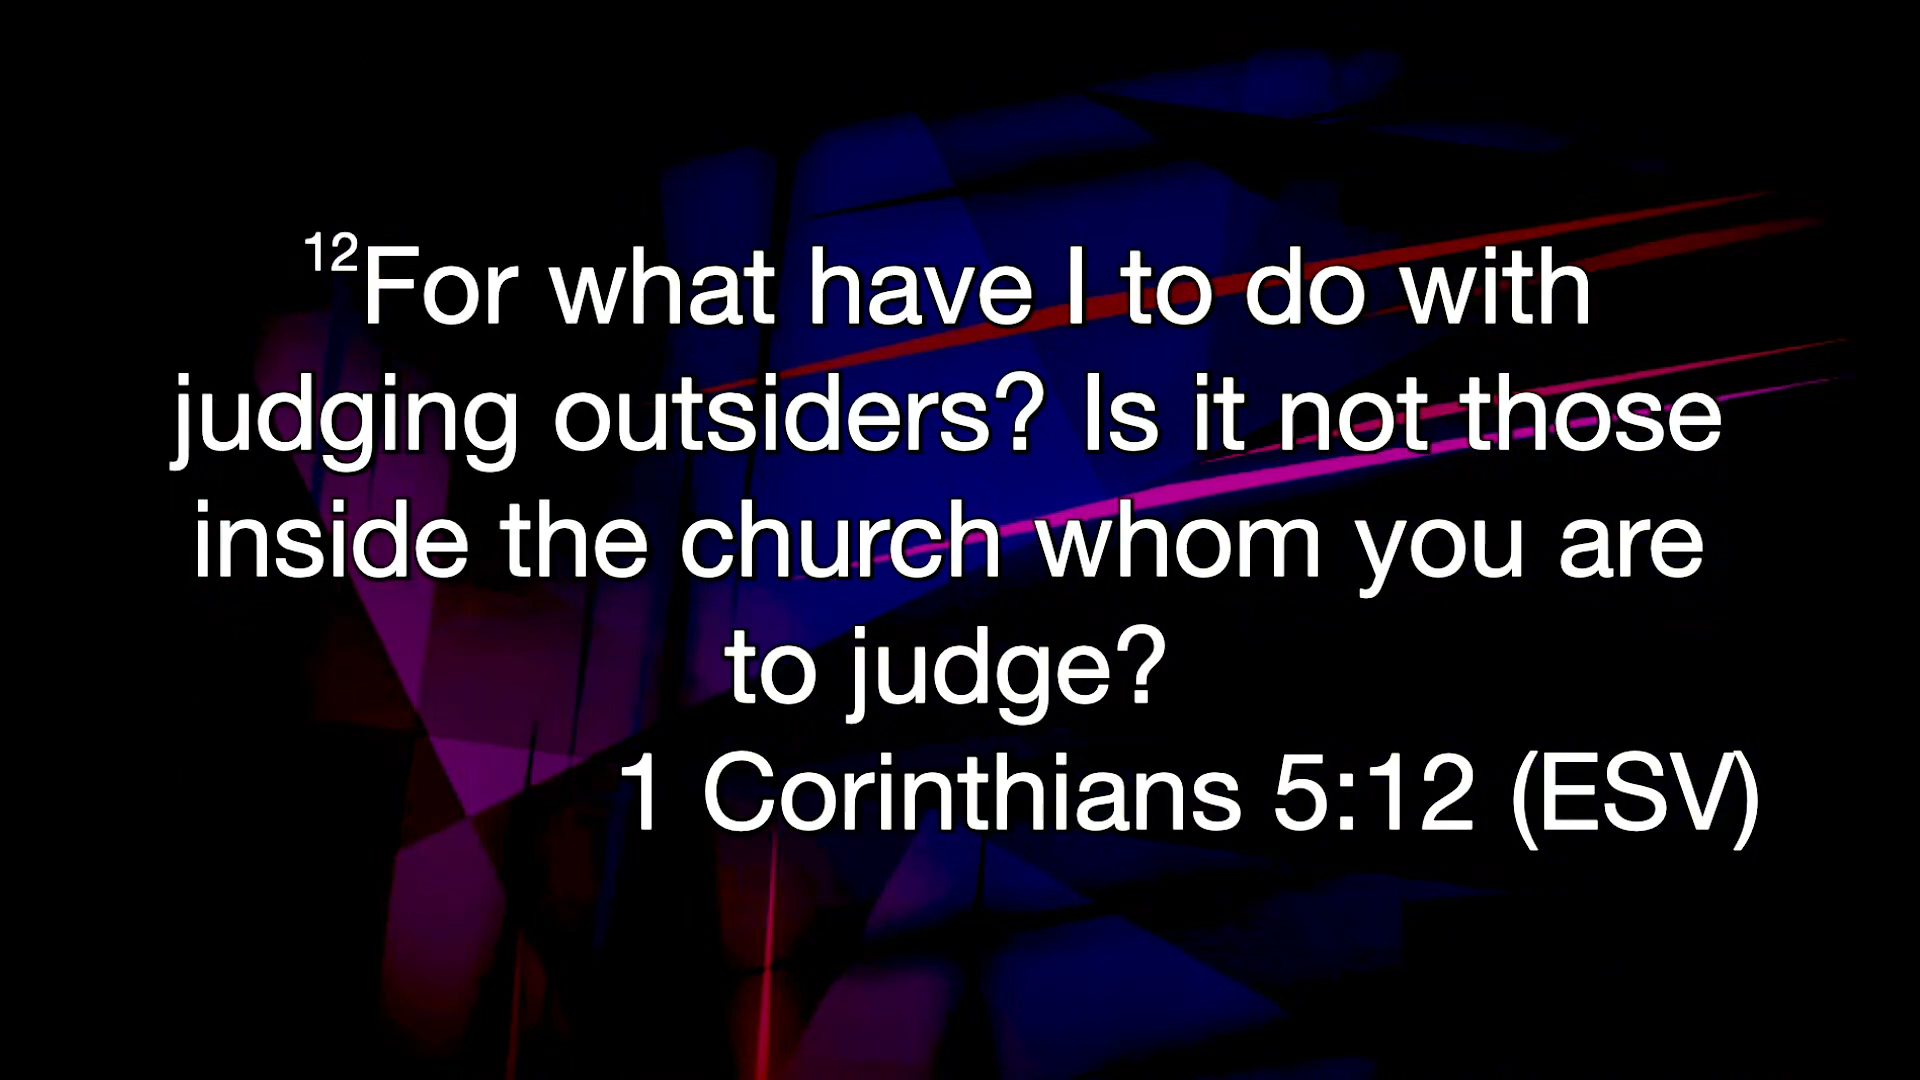 12For what have I to do with
judging outsiders? Is it not those
inside the church whom you are
to judge?
1 Corinthians 5:12 (ESV)